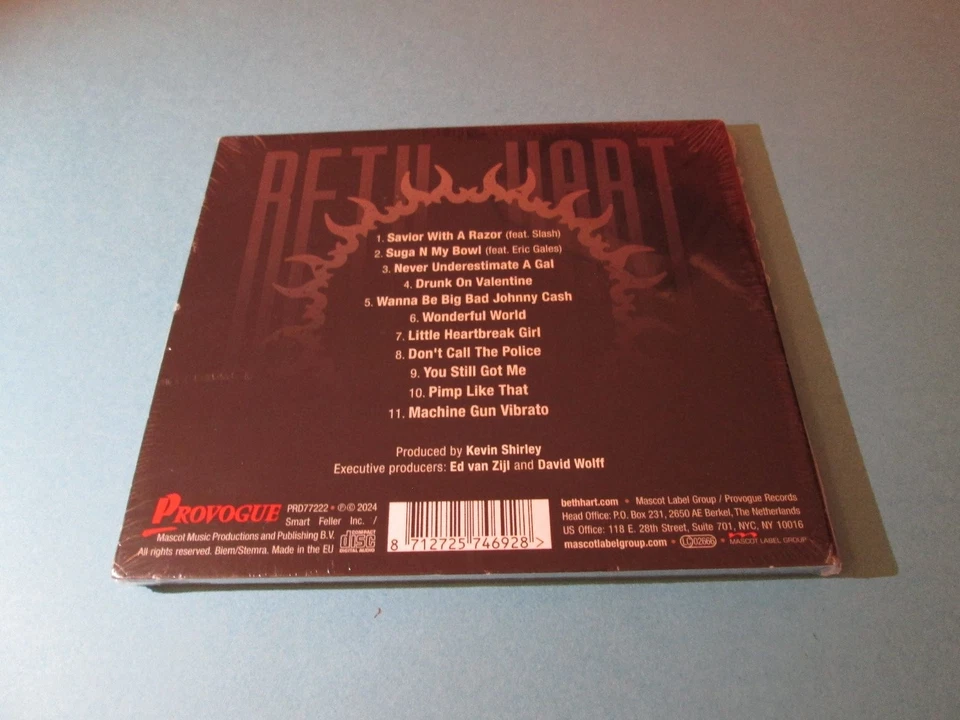 BETH HART
1. Savior With A Razor (feat. Slash)
2. Suga N My Bowl (feat. Eric Gales)
3. Never Underestimate A Gal
4. Drunk On Valentine
5. Wanna Be Big Bad Johnny Cash
6. Wonderful World
7. Little Heartbreak Girl
8. Don't Call The Police
9. You Still Got Me
10. Pimp Like That
11. Machine Gun Vibrato
Produced by Kevin Shirley
Executive producers: Ed van Zijl and David Wolff
PROVOGUE
PRD77222 • ℗© 2024
Smart Feller Inc. /
Mascot Music Productions and Publishing B.V.
All rights reserved. Biem/Stemra. Made in the EU
COMPACT
disc
DIGITAL AUDIO
8 712725 746928 >
bethhart.com • Mascot Label Group / Provogue Records
Head Office: P.O. Box 231, 2650 AE Berkel, The Netherlands
US Office: 118 E. 28th Street, Suite 701, NYC, NY 10016
mascotlabelgroup.com • LC02666 • MASCOT LABEL GROUP